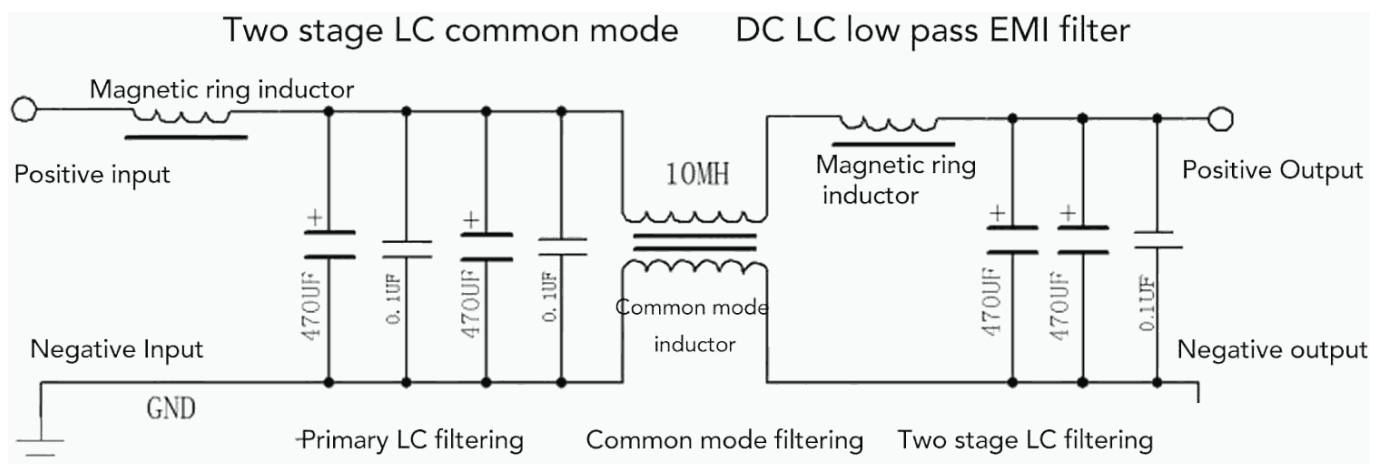 Two stage LC common mode DC LC low pass EMI filter
Magnetic ring inductor
Positive input
10MH
Magnetic ring
inductor
Positive Output
+
+
+
+
470UF
0.1UF
470UF
0.1UF
470UF
470UF
0.1UF
Common mode
inductor
Negative Input
Negative output
GND
Primary LC filtering
Common mode filtering
Two stage LC filtering